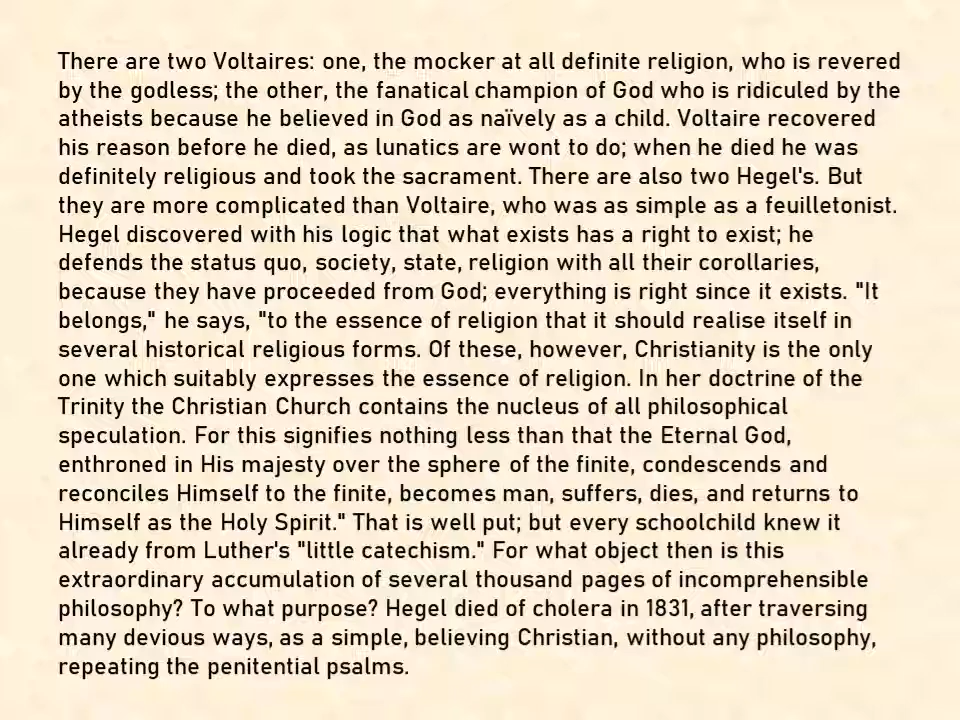 There are two Voltaires: one, the mocker at all definite religion, who is revered
by the godless; the other, the fanatical champion of God who is ridiculed by the
atheists because he believed in God as naïvely as a child. Voltaire recovered
his reason before he died, as lunatics are wont to do; when he died he was
definitely religious and took the sacrament. There are also two Hegel's. But
they are more complicated than Voltaire, who was as simple as a feuilletonist.
Hegel discovered with his logic that what exists has a right to exist; he
defends the status quo, society, state, religion with all their corollaries,
because they have proceeded from God; everything is right since it exists. "It
belongs," he says, "to the essence of religion that it should realise itself in
several historical religious forms. Of these, however, Christianity is the only
one which suitably expresses the essence of religion. In her doctrine of the
Trinity the Christian Church contains the nucleus of all philosophical
speculation. For this signifies nothing less than that the Eternal God,
enthroned in His majesty over the sphere of the finite, condescends and
reconciles Himself to the finite, becomes man, suffers, dies, and returns to
Himself as the Holy Spirit." That is well put; but every schoolchild knew it
already from Luther's "little catechism." For what object then is this
extraordinary accumulation of several thousand pages of incomprehensible
philosophy? To what purpose? Hegel died of cholera in 1831, after traversing
many devious ways, as a simple, believing Christian, without any philosophy,
repeating the penitential psalms.